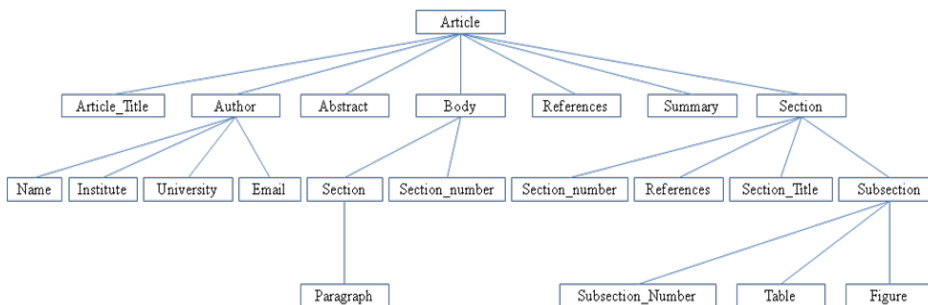 Article
Article_Title
Author
Abstract
Body
References
Summary
Section
Name
Institute
University
Email
Section
Section_number
Section_number
References
Section_Title
Subsection
Paragraph
Subsection_Number
Table
Figure